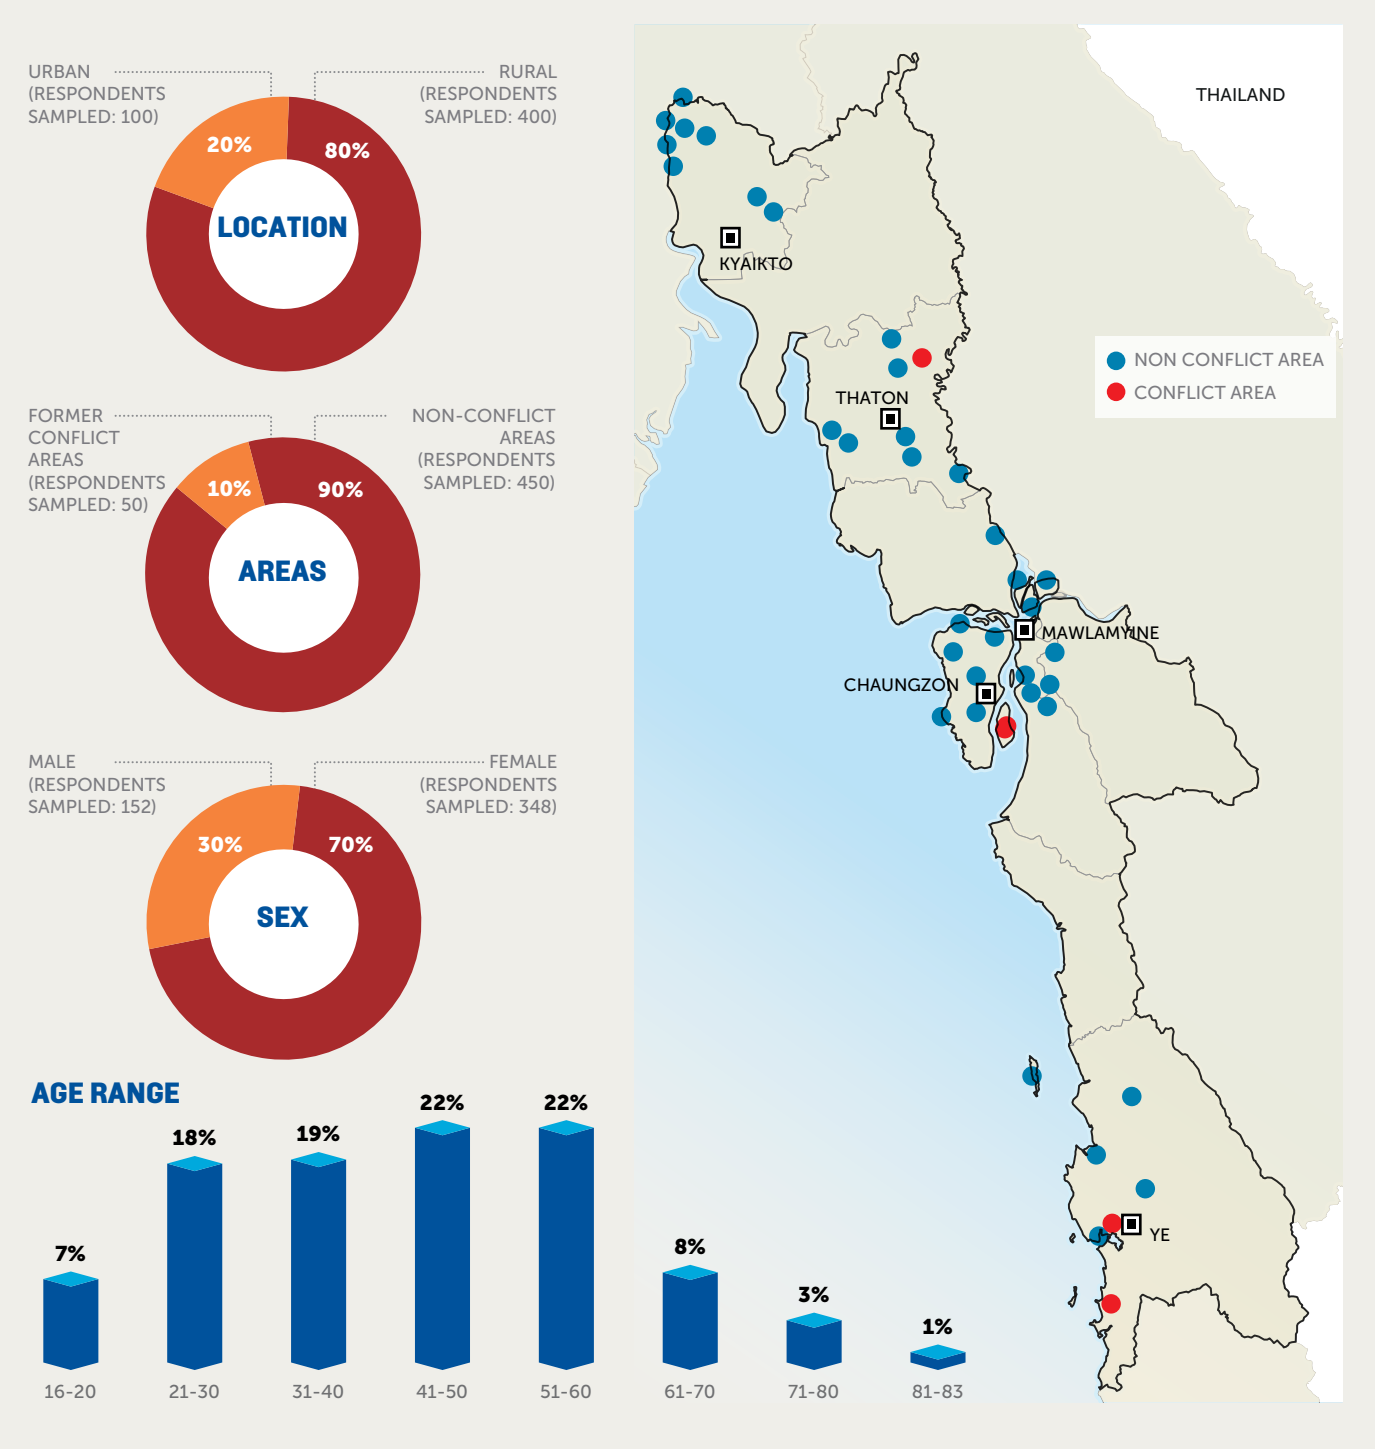 URBAN
(RESPONDENTS
SAMPLED: 100)
RURAL
(RESPONDENTS
SAMPLED: 400)
20%
80%
LOCATION
FORMER
CONFLICT
AREAS
(RESPONDENTS
SAMPLED: 50)
NON-CONFLICT
AREAS
(RESPONDENTS
SAMPLED: 450)
10%
90%
AREAS
MALE
(RESPONDENTS
SAMPLED: 152)
FEMALE
(RESPONDENTS
SAMPLED: 348)
30%
70%
SEX
AGE RANGE
7%
18%
19%
22%
22%
8%
3%
1%
16-20
21-30
31-40
41-50
51-60
61-70
71-80
81-83
THAILAND
KYAIKTO
NON CONFLICT AREA
CONFLICT AREA
THATON
MAWLAMYINE
CHAUNGZON
YE